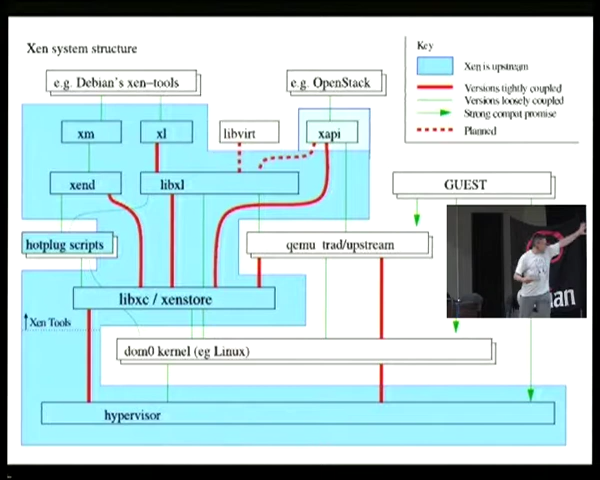 Xen system structure
Key
Xen is upstream
Versions tightly coupled
Versions loosely coupled
Strong compat promise
Planned
e.g. Debian's xen-tools
e.g. OpenStack
xm
xl
libvirt
xapi
xend
libxl
GUEST
hotplug scripts
qemu trad/upstream
libxc / xenstore
Xen Tools
dom0 kernel (eg Linux)
hypervisor
ian